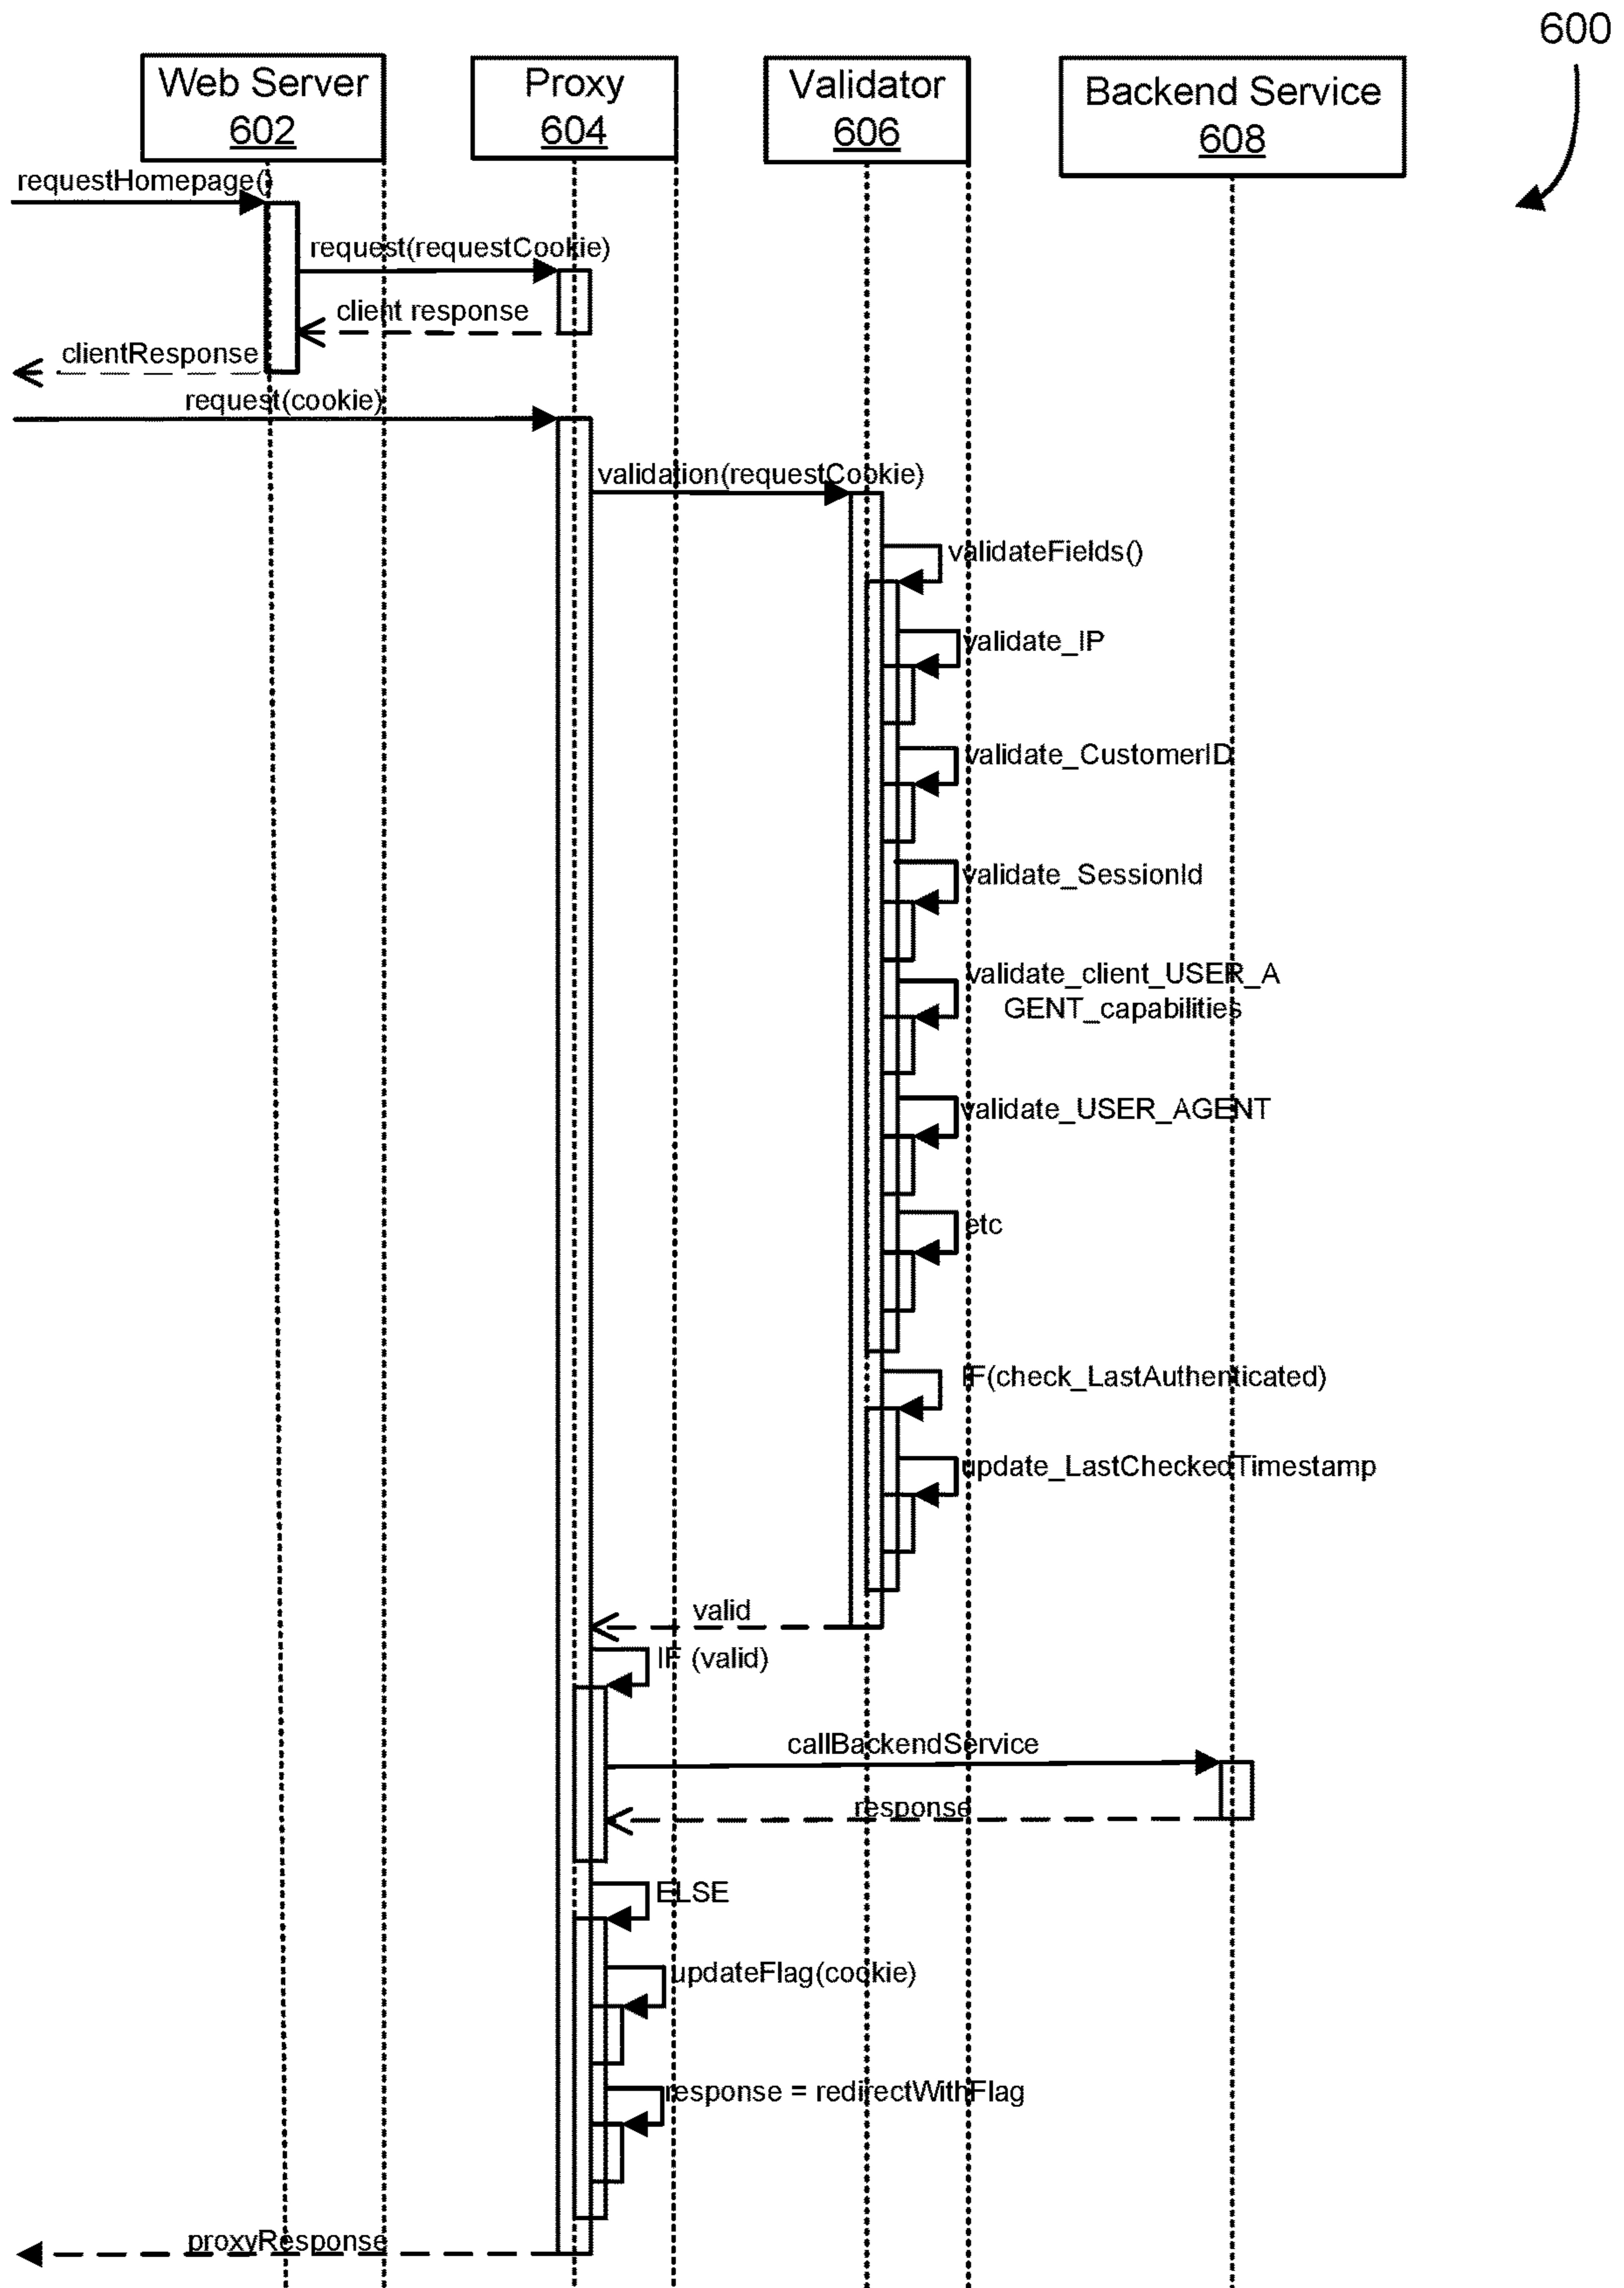 600
Web Server
602
Proxy
604
Validator
606
Backend Service
608
requestHomepage()
request(requestCookie)
client response
clientResponse
request(cookie)
validation(requestCookie)
validateFields()
validate_IP
validate_CustomerID
validate_SessionId
validate_client_USER_A
GENT_capabilities
validate_USER_AGENT
etc
IF(check_LastAuthenticated)
update_LastCheckedTimestamp
valid
IF (valid)
callBackendService
response
ELSE
updateFlag(cookie)
response = redirectWithFlag
proxyResponse